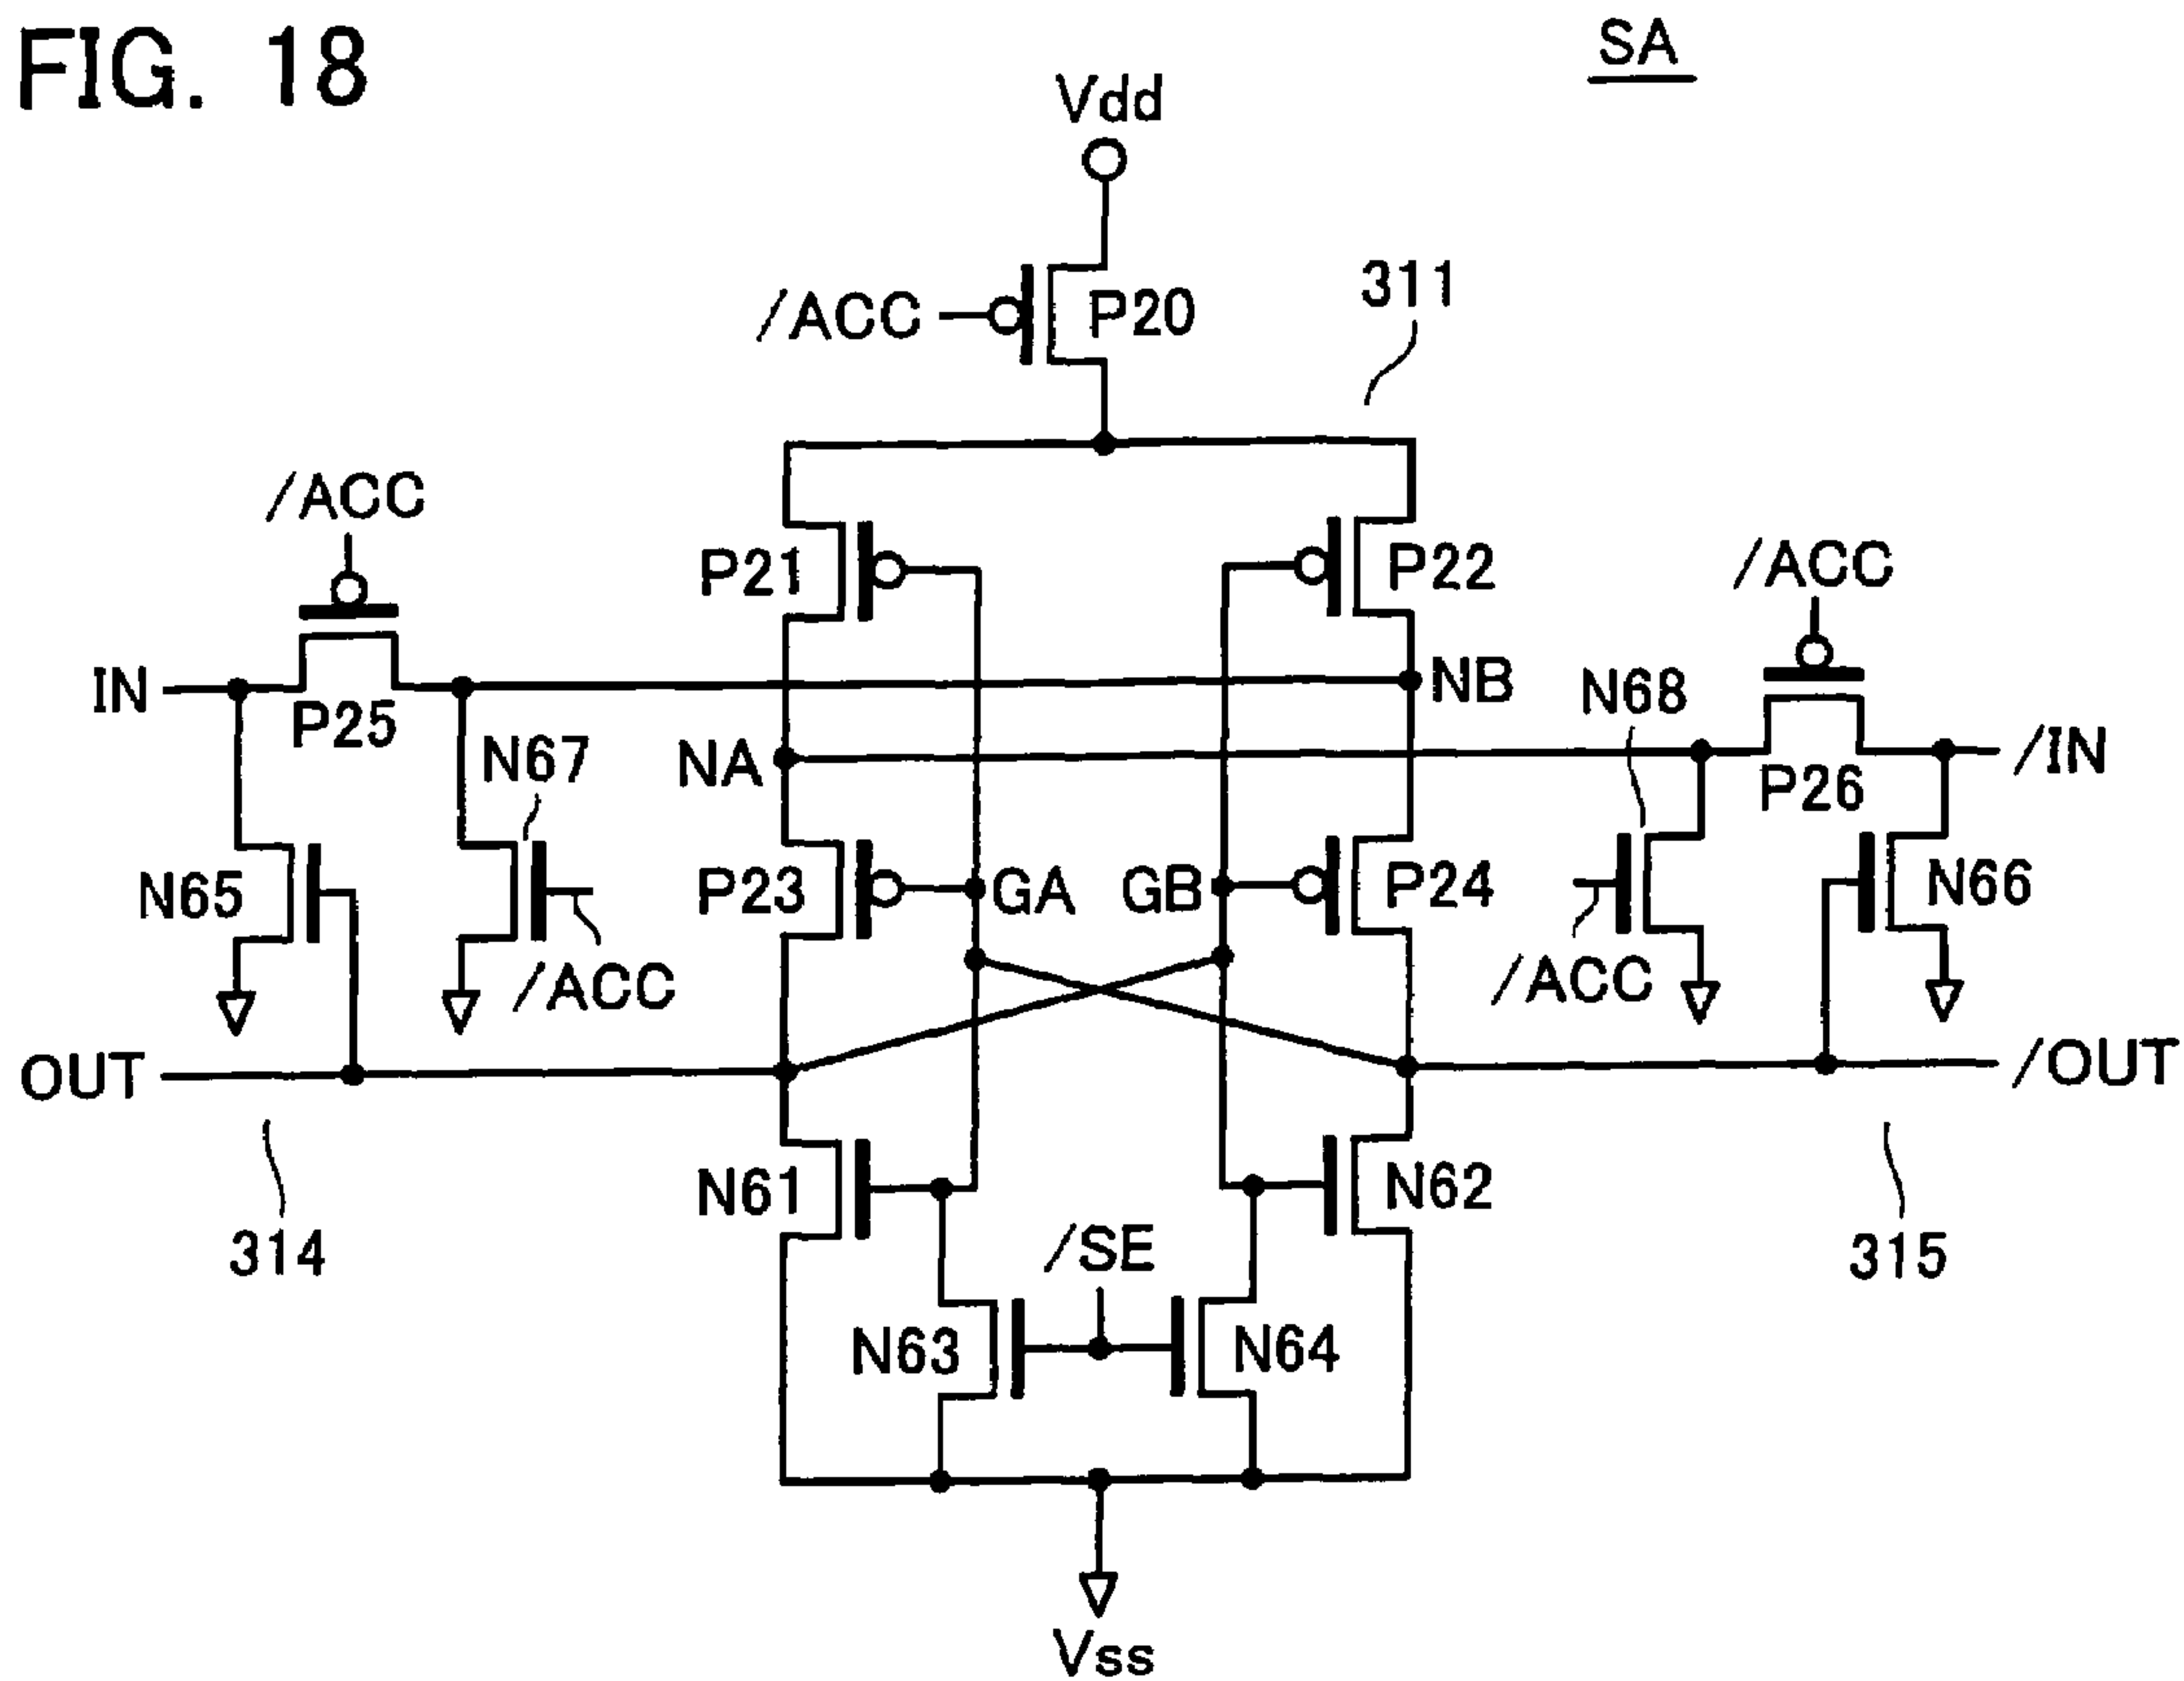 FIG. 18
SA
Vdd
/ACC
P20
311
/ACC
P21
P22
/ACC
IN
P25
NB
N68
N67
NA
/IN
P26
N65
P23
GA
GB
P24
N66
/ACC
/ACC
OUT
/OUT
N61
N62
314
/SE
315
N63
N64
Vss